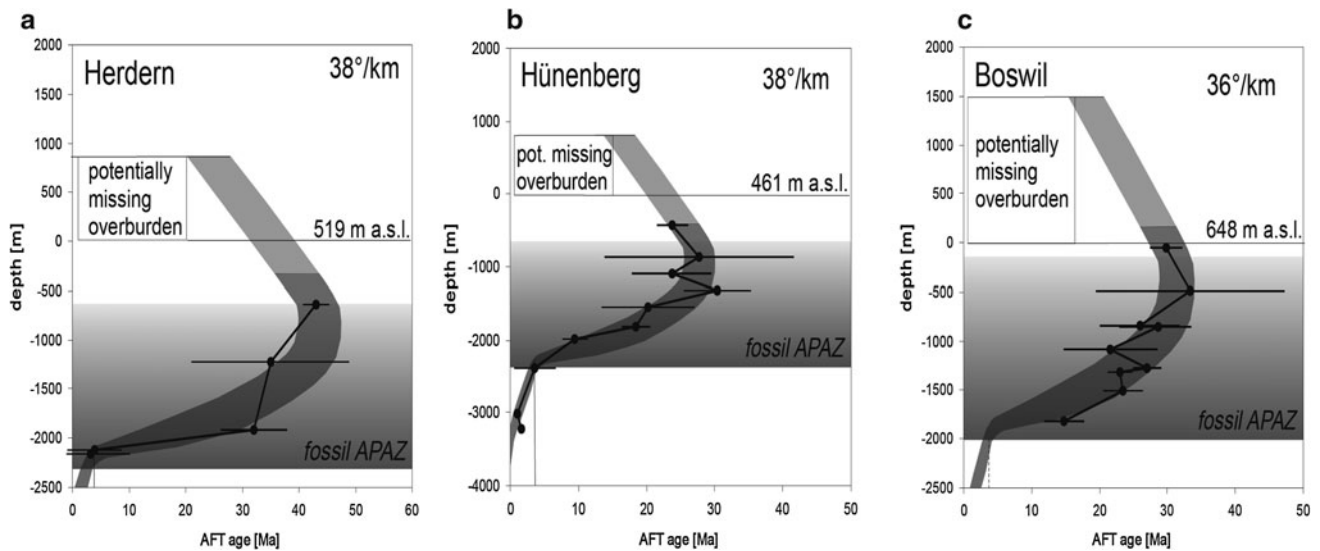 a
Herdern
38°/km
potentially
missing
overburden
519 m a.s.l.
fossil APAZ
depth [m]
2000
1500
1000
500
0
-500
-1000
-1500
-2000
-2500
0 10 20 30 40 50 60
AFT age [Ma]
b
Hünenberg
38°/km
pot. missing
overburden
461 m a.s.l.
fossil APAZ
depth [m]
2000
1000
0
-1000
-2000
-3000
-4000
0 10 20 30 40 50
AFT age [Ma]
c
Boswil
36°/km
potentially
missing
overburden
648 m a.s.l.
fossil APAZ
depth [m]
2000
1500
1000
500
0
-500
-1000
-1500
-2000
-2500
0 10 20 30 40 50
AFT age [Ma]